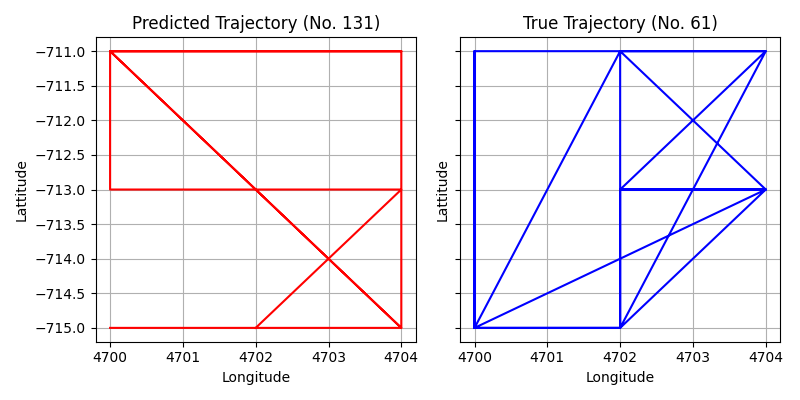 Predicted Trajectory (No. 131)
True Trajectory (No. 61)
−711.0
−711.5
−712.0
−712.5
−713.0
−713.5
−714.0
−714.5
−715.0
Lattitude
Lattitude
4700 4701 4702 4703 4704
4700 4701 4702 4703 4704
Longitude
Longitude